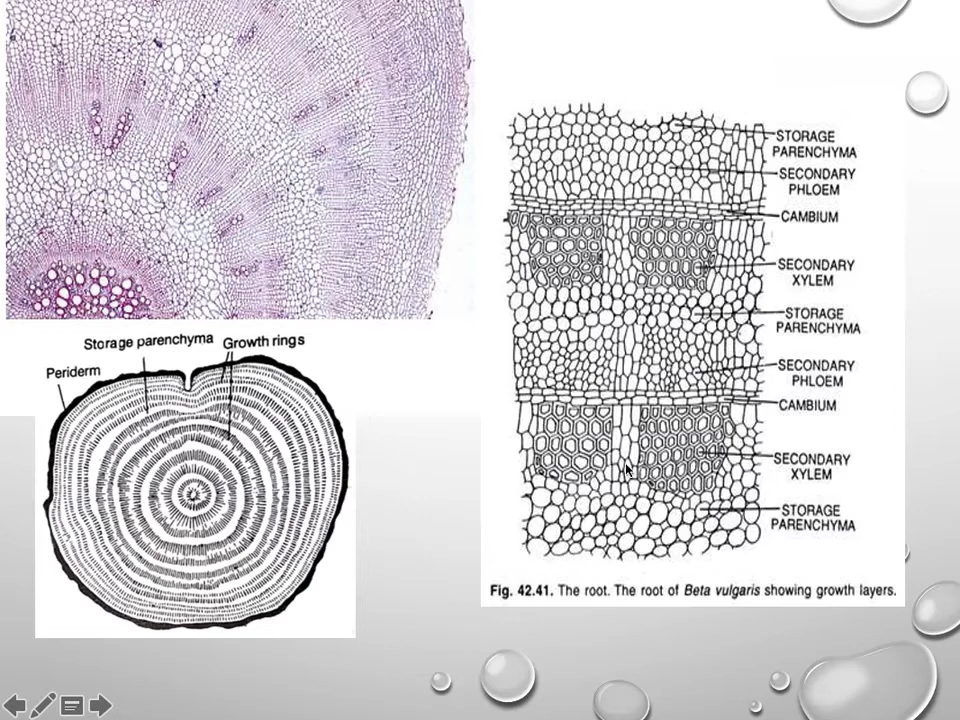 Storage parenchyma
Growth rings
Periderm
STORAGE
PARENCHYMA
SECONDARY
PHLOEM
CAMBIUM
SECONDARY
XYLEM
STORAGE
PARENCHYMA
SECONDARY
PHLOEM
CAMBIUM
SECONDARY
XYLEM
STORAGE
PARENCHYMA
Fig. 42.41. The root. The root of Beta vulgaris showing growth layers.